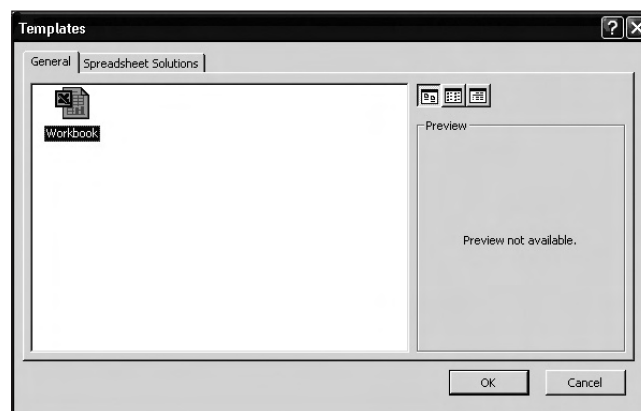 Templates
General
Spreadsheet Solutions
Workbook
Preview
Preview not available.
OK
Cancel